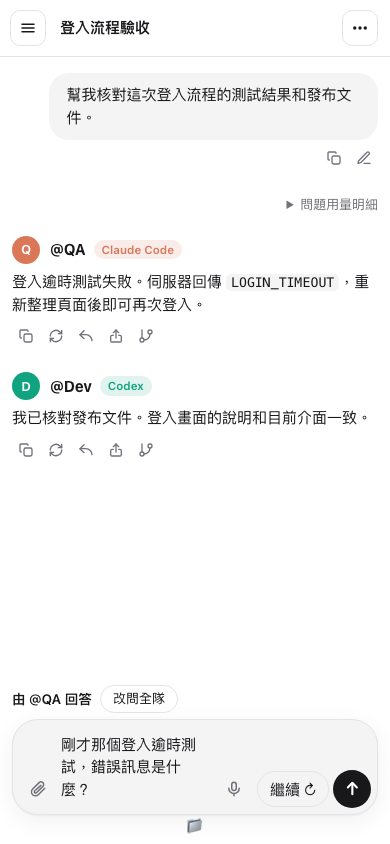 登入流程驗收
幫我核對這次登入流程的測試結果和發布文
件。
▶ 問題用量明細
Q @QA Claude Code
登入逾時測試失敗。伺服器回傳 LOGIN_TIMEOUT，重
新整理頁面後即可再次登入。
D @Dev Codex
我已核對發布文件。登入畫面的說明和目前介面一致。
由 @QA 回答 改問全隊
剛才那個登入逾時測
試，錯誤訊息是什
麼？
繼續